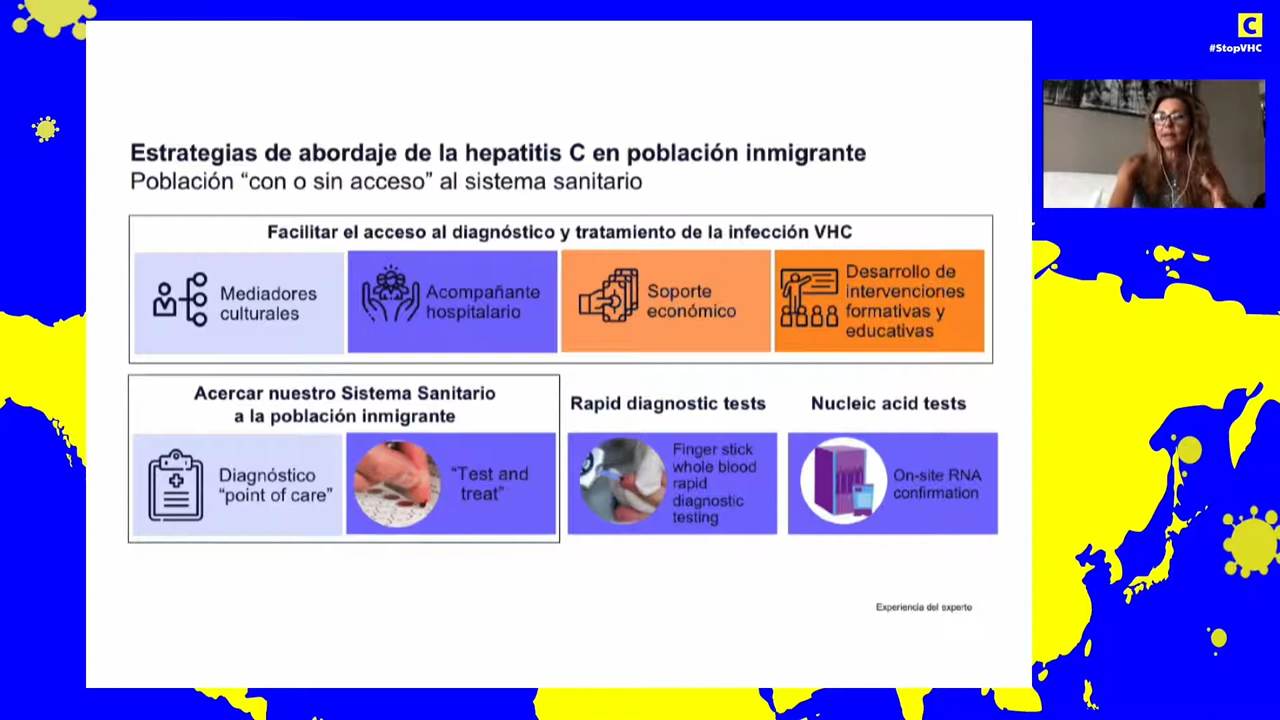 C
#StopVHC
Estrategias de abordaje de la hepatitis C en población inmigrante
Población “con o sin acceso” al sistema sanitario
Facilitar el acceso al diagnóstico y tratamiento de la infección VHC
Mediadores
culturales
Acompañante
hospitalario
Soporte
económico
Desarrollo de
intervenciones
formativas y
educativas
Acercar nuestro Sistema Sanitario
a la población inmigrante
Diagnóstico
“point of care”
“Test and
treat”
Rapid diagnostic tests
Finger stick
whole blood
rapid
diagnostic
testing
Nucleic acid tests
On-site RNA
confirmation
Experiencia del experto